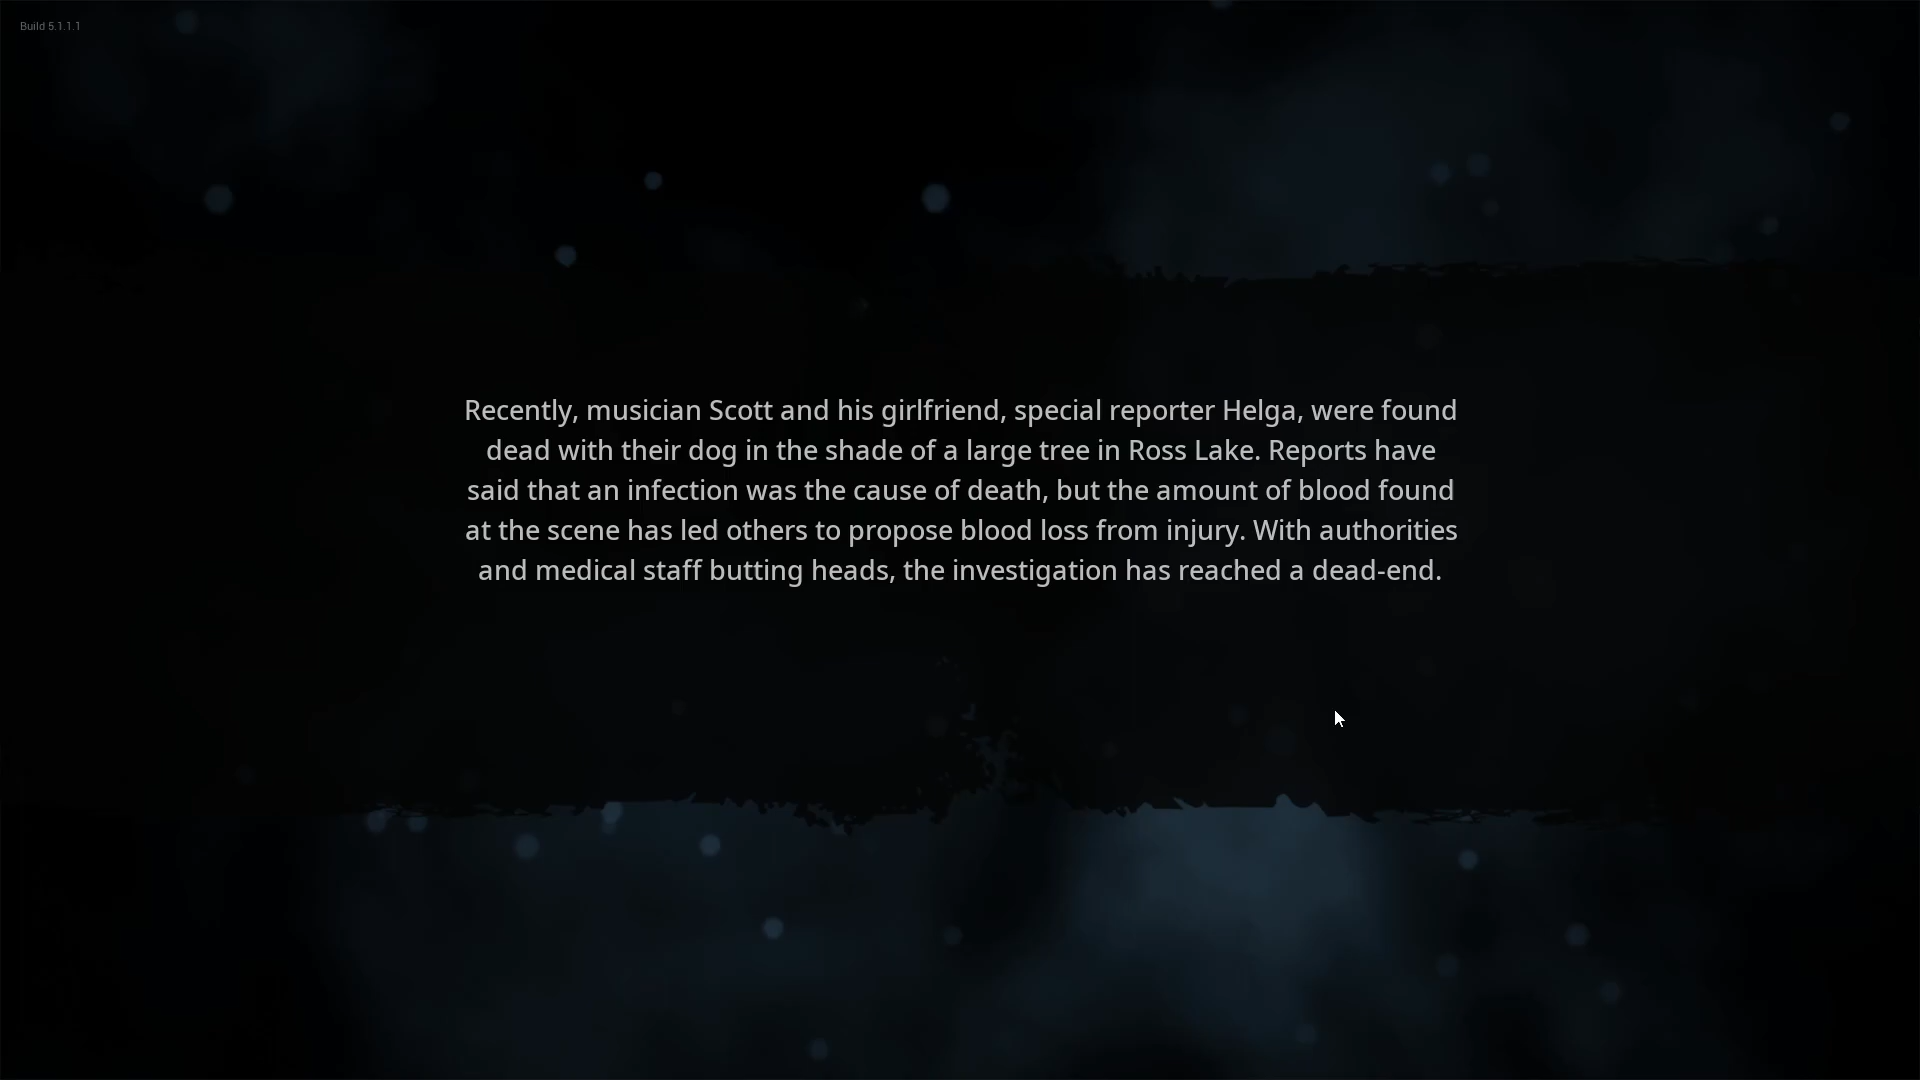 Build 5.1.1.1
Recently, musician Scott and his girlfriend, special reporter Helga, were found
dead with their dog in the shade of a large tree in Ross Lake. Reports have
said that an infection was the cause of death, but the amount of blood found
at the scene has led others to propose blood loss from injury. With authorities
and medical staff butting heads, the investigation has reached a dead-end.